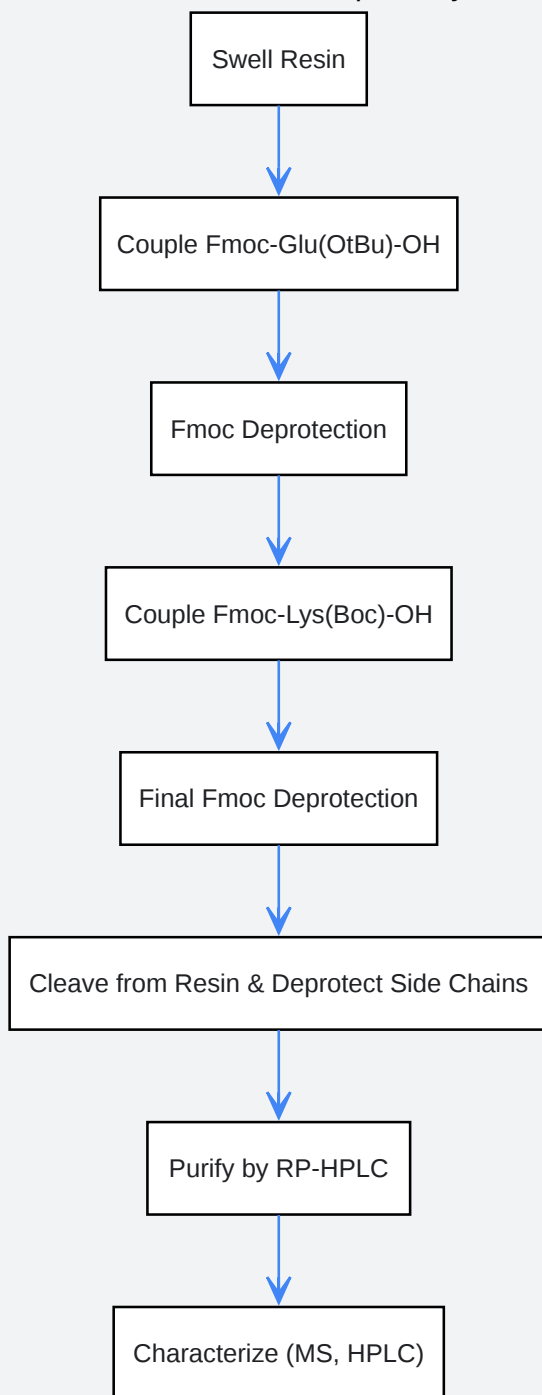 Swell Resin
Couple Fmoc-Glu(OtBu)-OH
Fmoc Deprotection
Couple Fmoc-Lys(Boc)-OH
Final Fmoc Deprotection
Cleave from Resin & Deprotect Side Chains
Purify by RP-HPLC
Characterize (MS, HPLC)